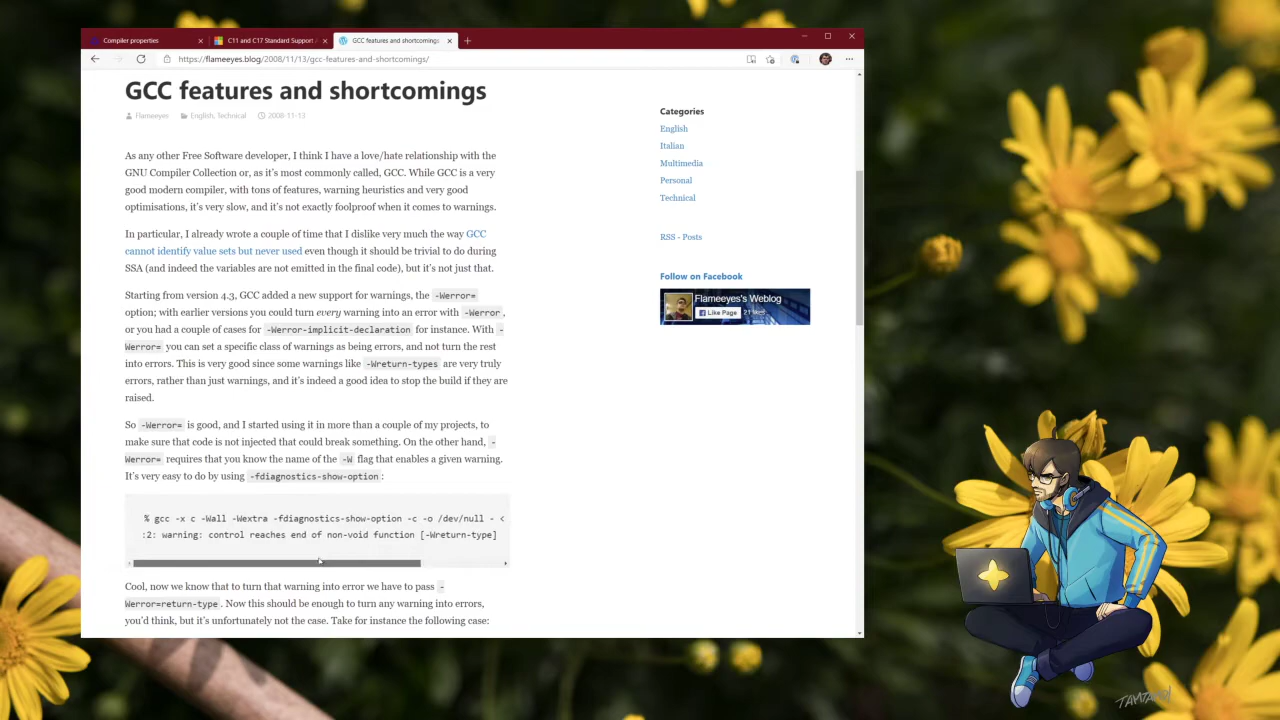 Compiler properties
C11 and C17 Standard Support
GCC features and shortcomings
https://flameeyes.blog/2008/11/13/gcc-features-and-shortcomings/
GCC features and shortcomings
Flameeyes English, Technical 2008-11-13
As any other Free Software developer, I think I have a love/hate relationship with the
GNU Compiler Collection or, as it's most commonly called, GCC. While GCC is a very
good modern compiler, with tons of features, warning heuristics and very good
optimisations, it's very slow, and it's not exactly foolproof when it comes to warnings.
In particular, I already wrote a couple of time that I dislike very much the way GCC
cannot identify value sets but never used even though it should be trivial to do during
SSA (and indeed the variables are not emitted in the final code), but it's not just that.
Starting from version 4.3, GCC added a new support for warnings, the -Werror=
option; with earlier versions you could turn every warning into an error with -Werror ,
or you had a couple of cases for -Werror-implicit-declaration for instance. With -
Werror= you can set a specific class of warnings as being errors, and not turn the rest
into errors. This is very good since some warnings like -Wreturn-types are very truly
errors, rather than just warnings, and it's indeed a good idea to stop the build if they are
raised.
So -Werror= is good, and I started using it in more than a couple of my projects, to
make sure that code is not injected that could break something. On the other hand, -
Werror= requires that you know the name of the -W flag that enables a given warning.
It's very easy to do by using -fdiagnostics-show-option :
% gcc -x c -Wall -Wextra -fdiagnostics-show-option -c -o /dev/null - <
:2: warning: control reaches end of non-void function [-Wreturn-type]
Cool, now we know that to turn that warning into error we have to pass -
Werror=return-type . Now this should be enough to turn any warning into errors,
you'd think, but it's unfortunately not the case. Take for instance the following case:
Categories
English
Italian
Multimedia
Personal
Technical
RSS - Posts
Follow on Facebook
Flameeyes's Weblog
Like Page 21 likes